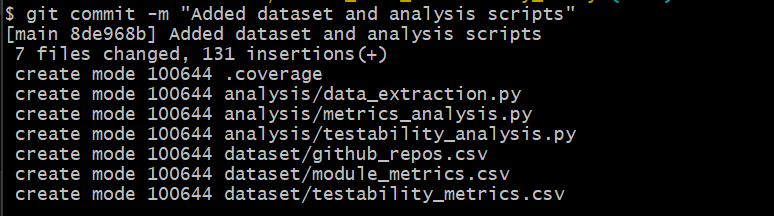 $ git commit -m "Added dataset and analysis scripts"
[main 8de968b] Added dataset and analysis scripts
 7 files changed, 131 insertions(+)
 create mode 100644 .coverage
 create mode 100644 analysis/data_extraction.py
 create mode 100644 analysis/metrics_analysis.py
 create mode 100644 analysis/testability_analysis.py
 create mode 100644 dataset/github_repos.csv
 create mode 100644 dataset/module_metrics.csv
 create mode 100644 dataset/testability_metrics.csv